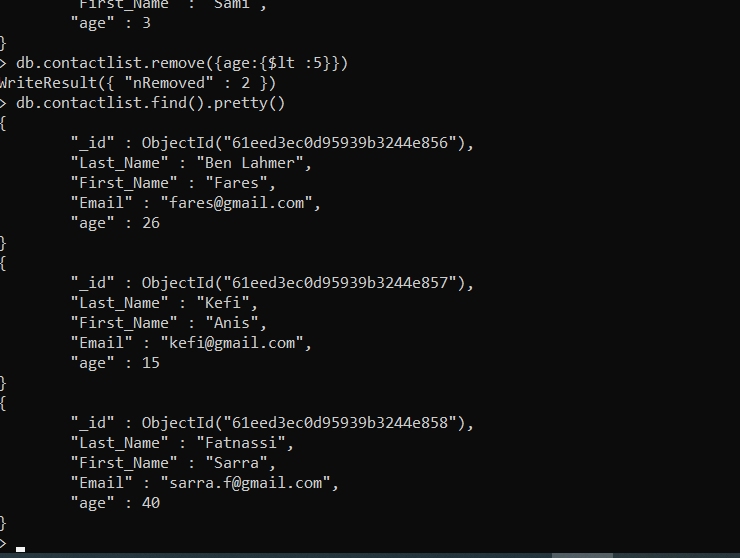 "First_Name" : "Sami",
"age" : 3
}
> db.contactlist.remove({age:{$lt :5}})
WriteResult({ "nRemoved" : 2 })
> db.contactlist.find().pretty()
{
"_id" : ObjectId("61eed3ec0d95939b3244e856"),
"Last_Name" : "Ben Lahmer",
"First_Name" : "Fares",
"Email" : "fares@gmail.com",
"age" : 26
}
{
"_id" : ObjectId("61eed3ec0d95939b3244e857"),
"Last_Name" : "Kefi",
"First_Name" : "Anis",
"Email" : "kefi@gmail.com",
"age" : 15
}
{
"_id" : ObjectId("61eed3ec0d95939b3244e858"),
"Last_Name" : "Fatnassi",
"First_Name" : "Sarra",
"Email" : "sarra.f@gmail.com",
"age" : 40
}
>